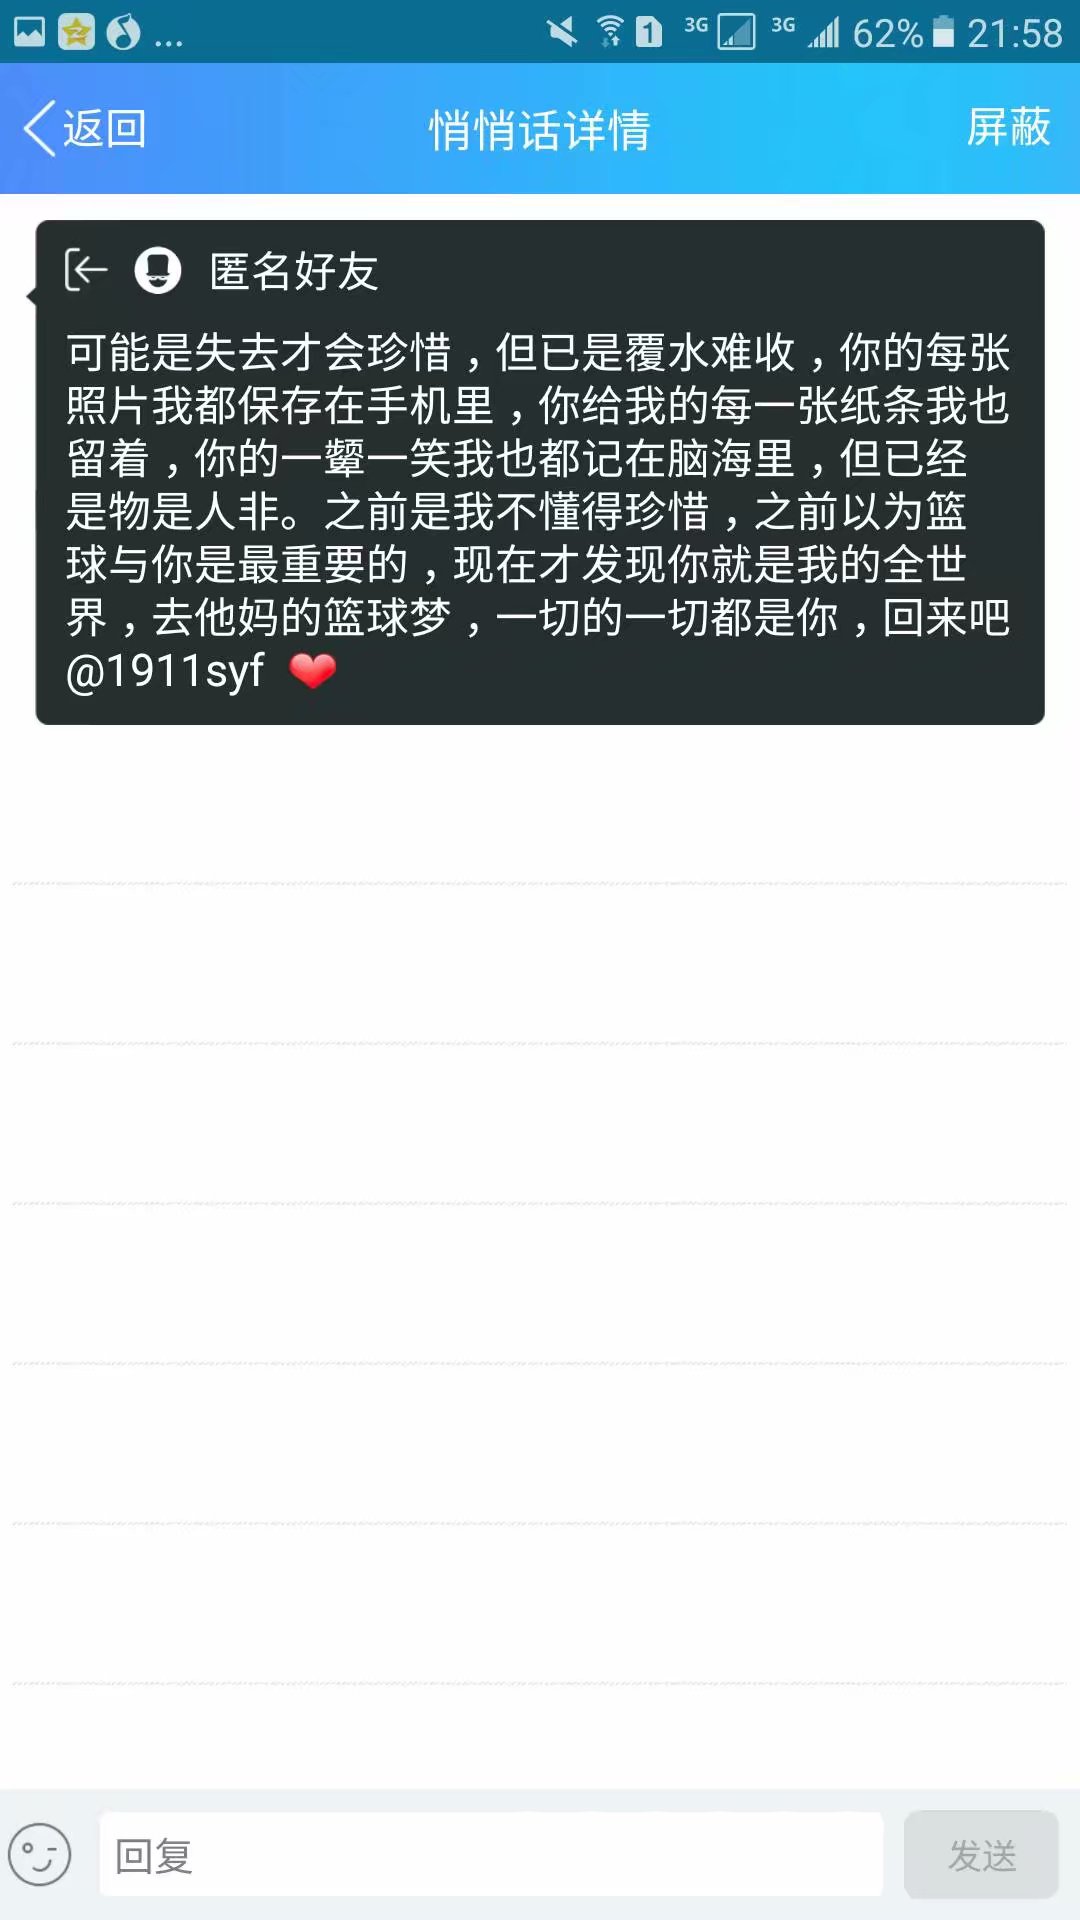 1 3G 3G 62% 21:58
返回 悄悄话详情 屏蔽
匿名好友
可能是失去才会珍惜，但已是覆水难收，你的每张
照片我都保存在手机里，你给我的每一张纸条我也
留着，你的一颦一笑我也都记在脑海里，但已经
是物是人非。之前是我不懂得珍惜，之前以为篮
球与你是最重要的，现在才发现你就是我的全世
界，去他妈的篮球梦，一切的一切都是你，回来吧
@1911syf ❤
回复 发送